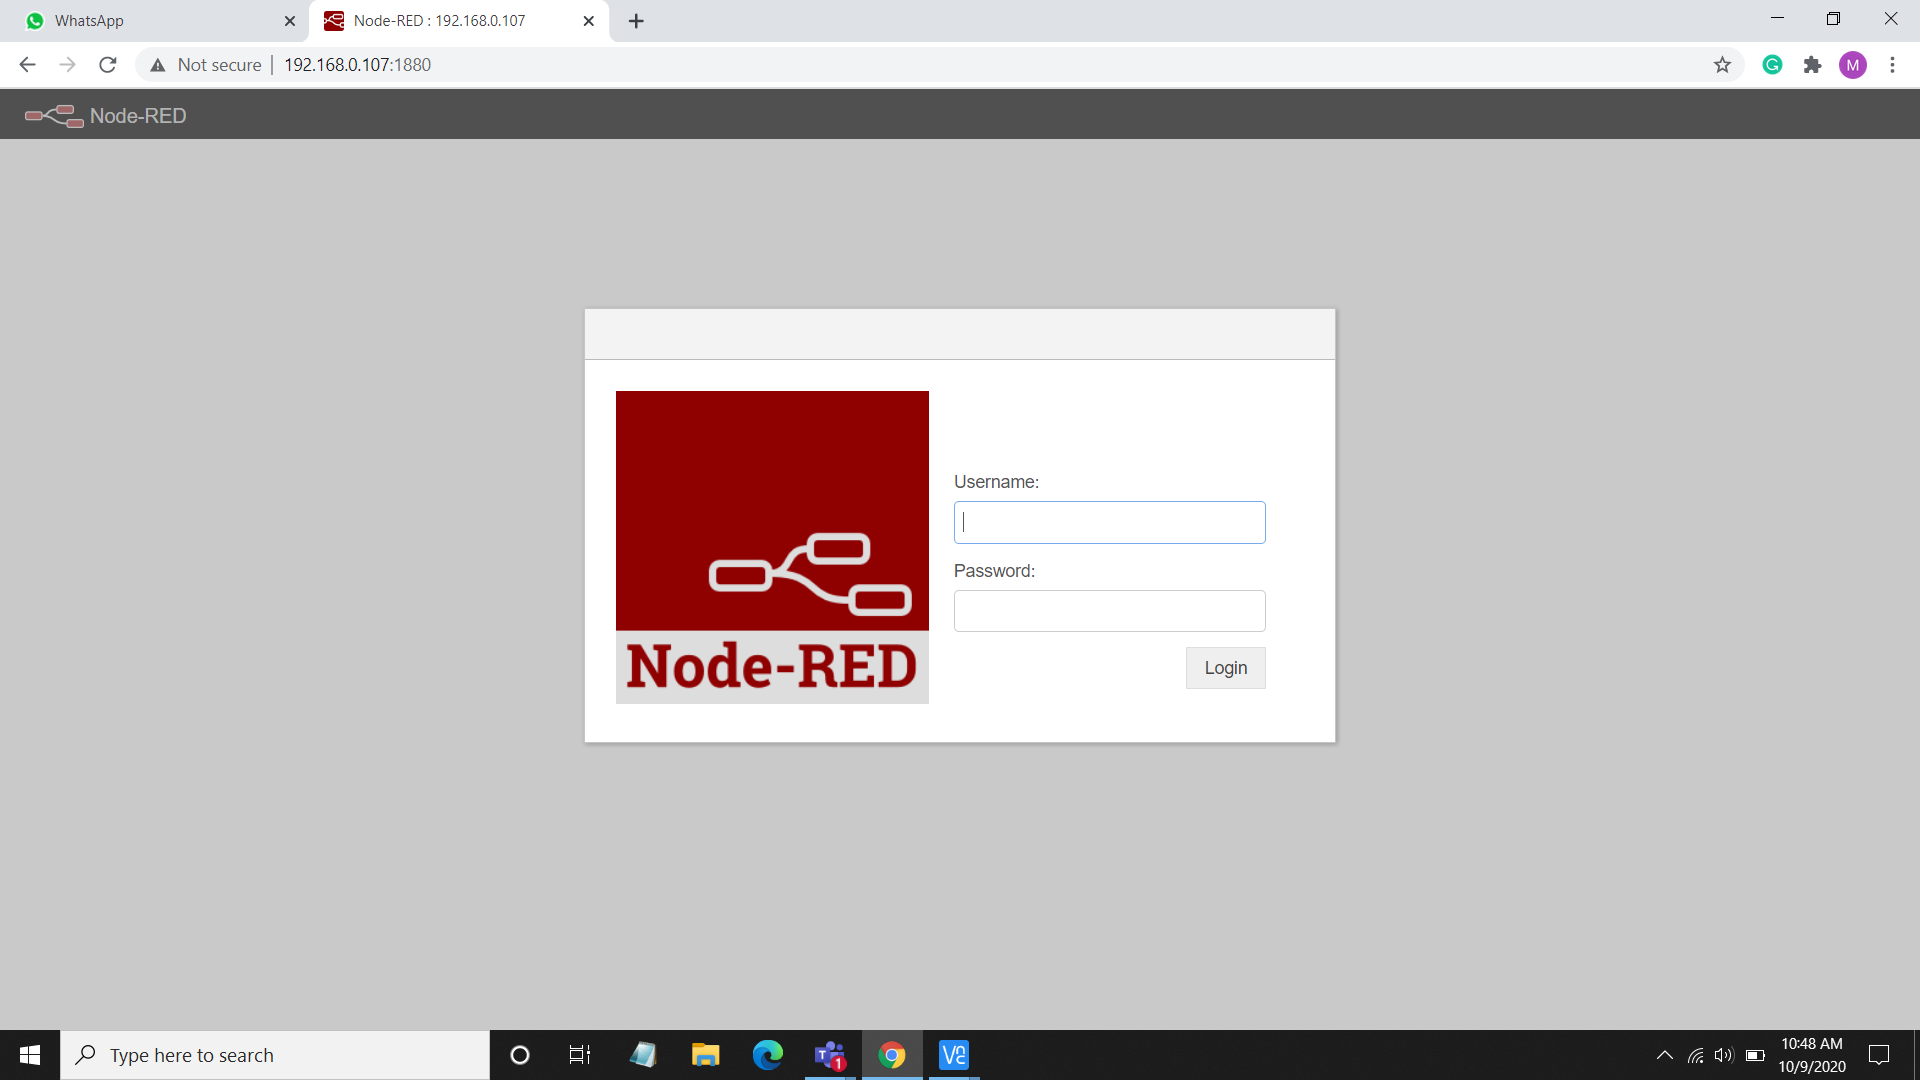 WhatsApp
Node-RED : 192.168.0.107
Not secure
192.168.0.107:1880
M
Node-RED
Username:
Password:
Node-RED
Login
Type here to search
T
1
V2
10:48 AM
10/9/2020